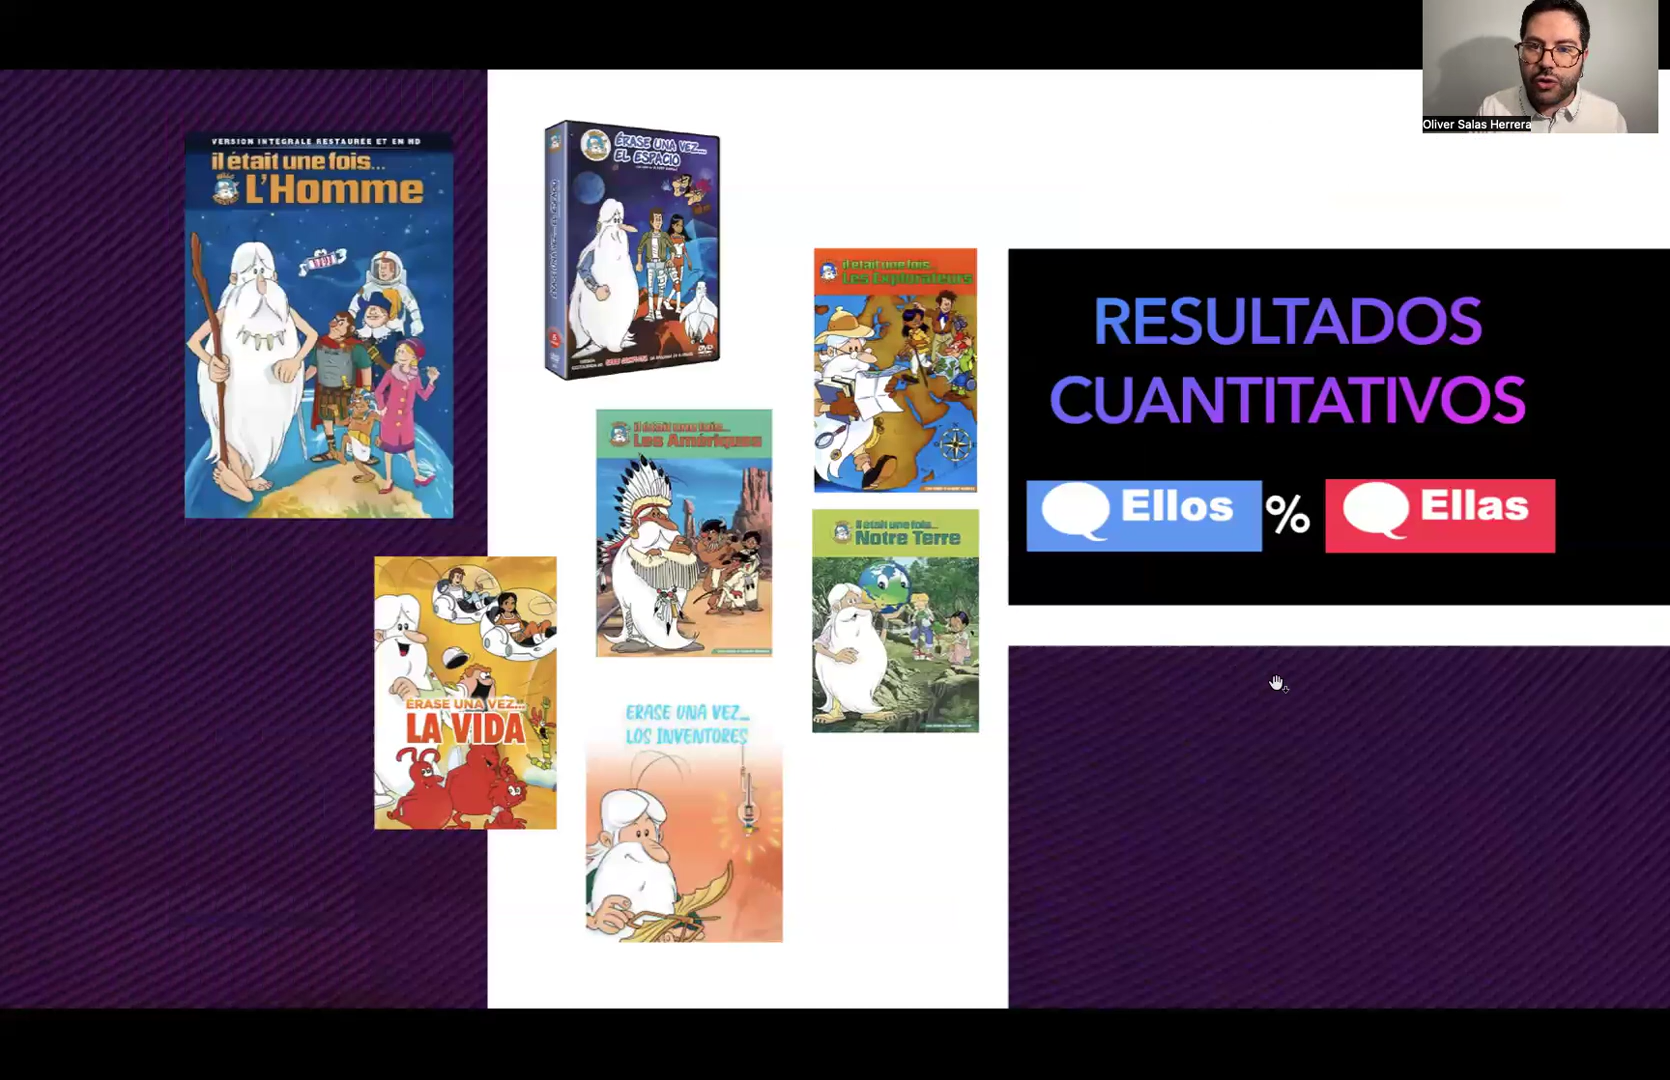 Oliver Salas Herrera
VERSION INTÉGRALE RESTAURÉE ET EN HD
il était une fois...
L'Homme
ÉRASE UNA VEZ...
EL ESPACIO
il était une fois...
Les Explorateurs
il était une fois...
Les Amériques
il était une fois...
Notre Terre
ERASE UNA VEZ...
LA VIDA
ERASE UNA VEZ...
LOS INVENTORES
RESULTADOS
CUANTITATIVOS
Ellos % Ellas